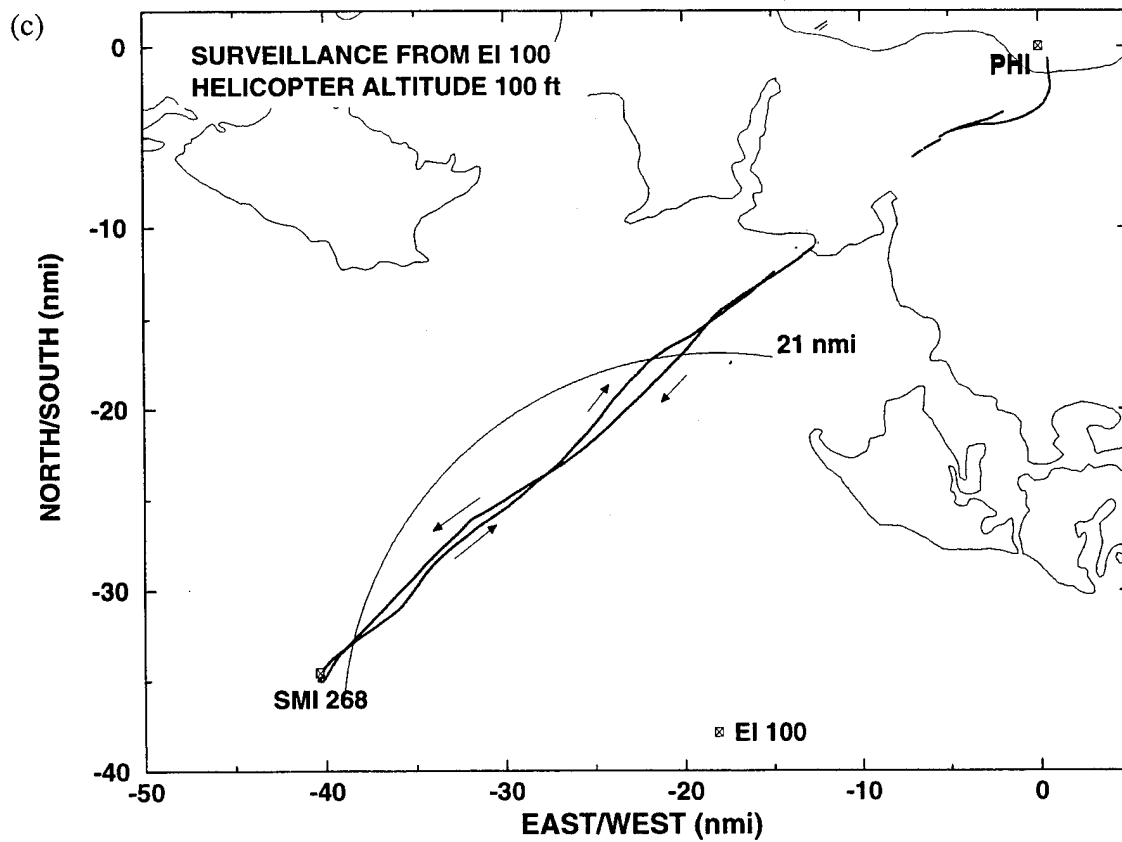 (c)
SURVEILLANCE FROM EI 100
HELICOPTER ALTITUDE 100 ft
PHI
21 nmi
SMI 268
EI 100
NORTH/SOUTH (nmi)
0
-10
-20
-30
-40
-50
-40
-30
-20
-10
0
EAST/WEST (nmi)